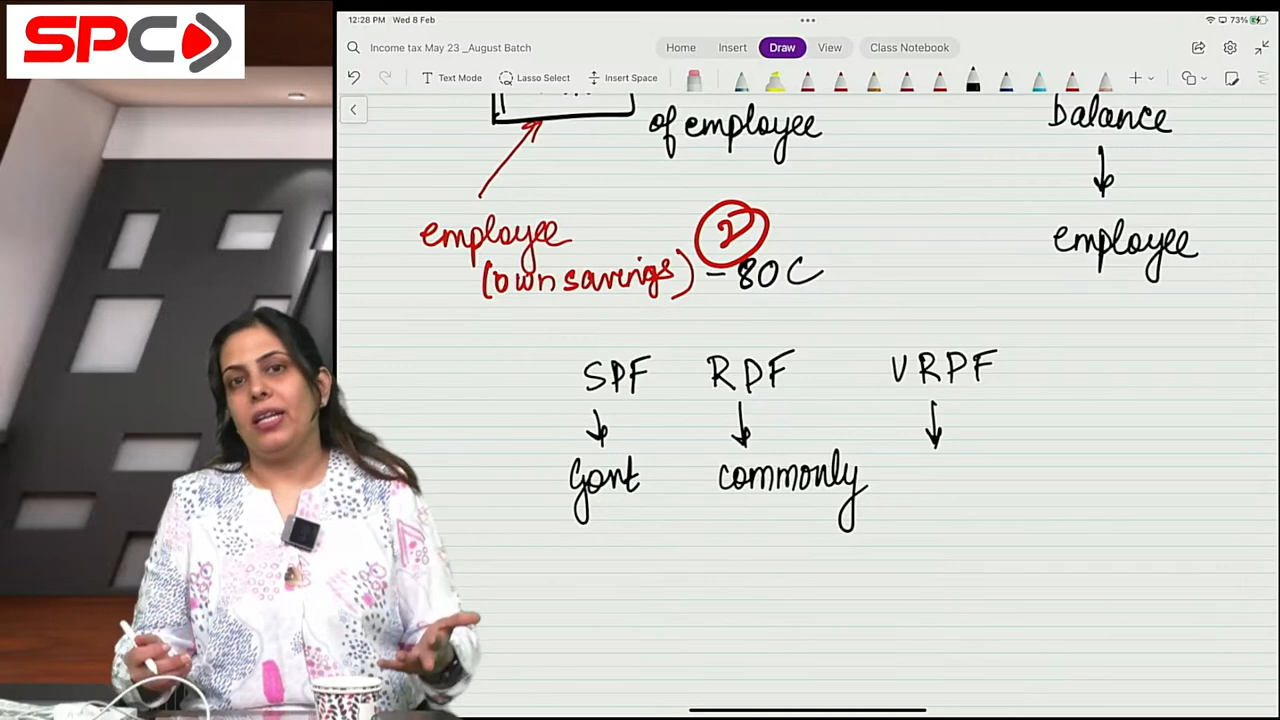 SPC
12:28 PM Wed 8 Feb
73%
Income tax May 23 _August Batch
Home Insert Draw View Class Notebook
Text Mode Lasso Select Insert Space
of employee
balance
employee
employee
2
(own savings) - 80C
SPF RPF VRPF
Govt commonly